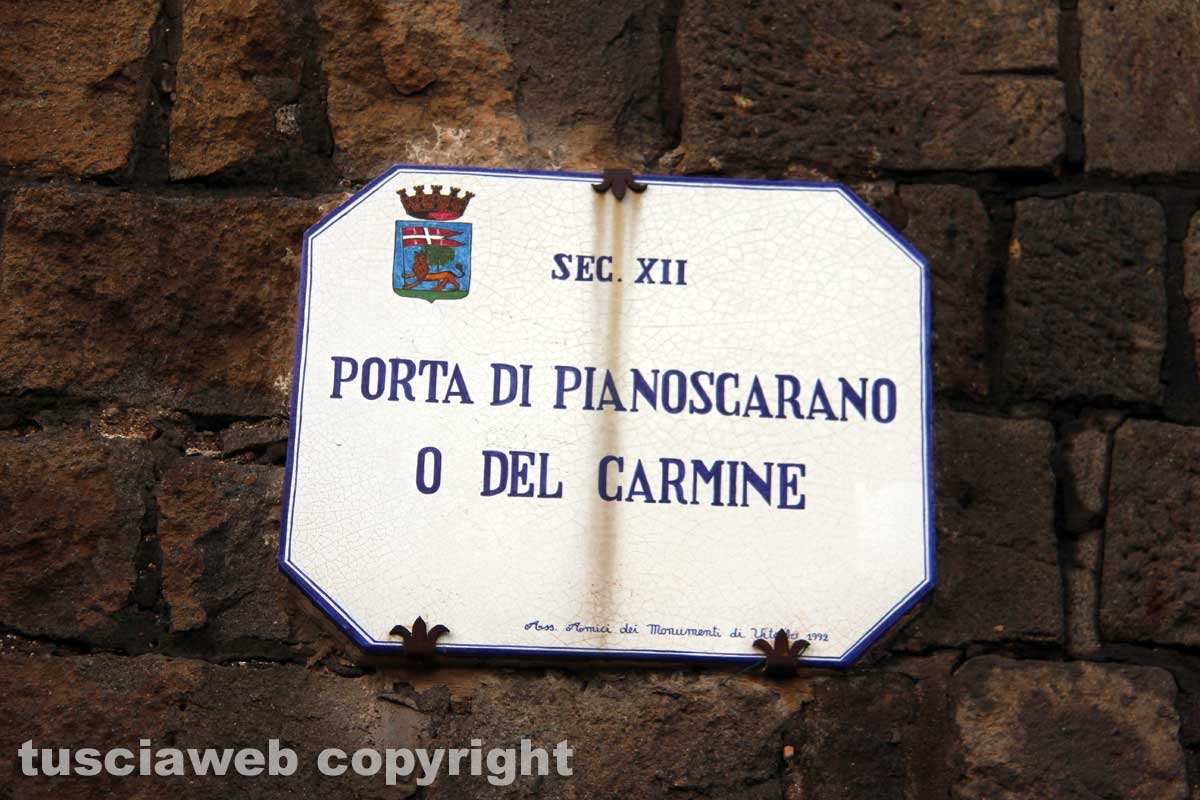 SEC. XII
PORTA DI PIANOSCARANO
O DEL CARMINE
Ass. Amici dei Monumenti di Viterbo 1992
tusciaweb copyright